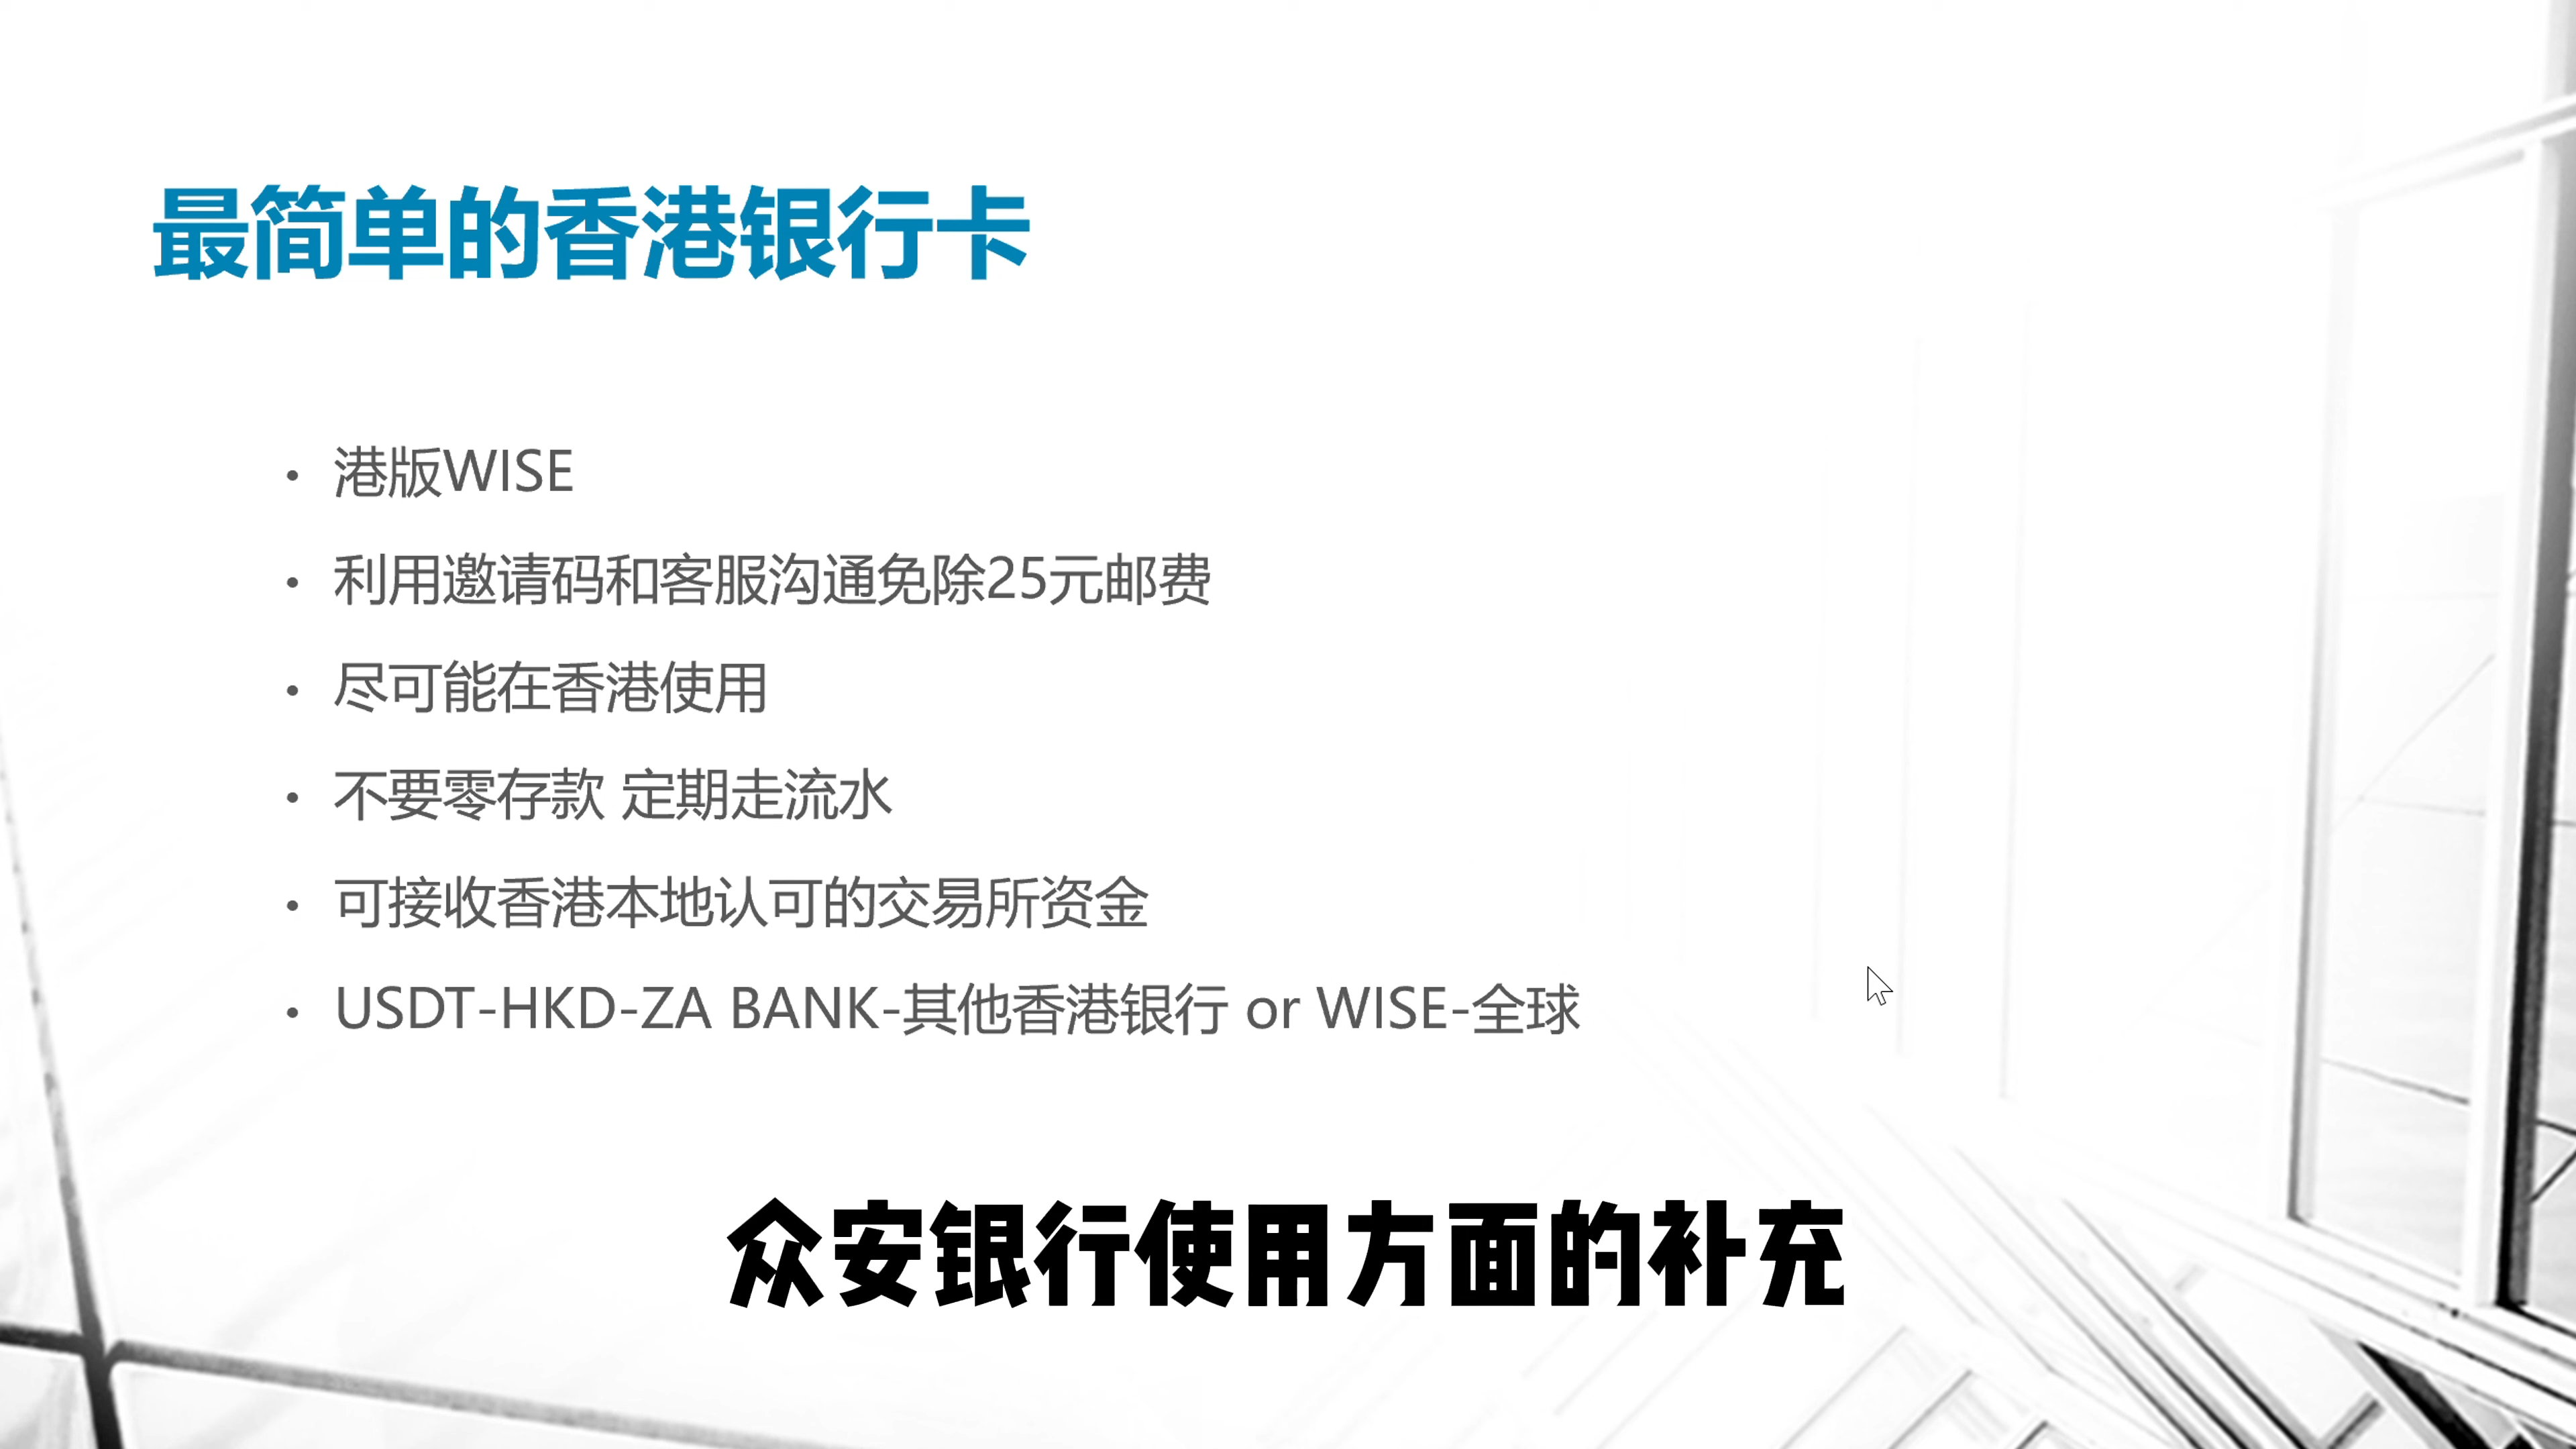 最简单的香港银行卡
• 港版WISE
• 利用邀请码和客服沟通免除25元邮费
• 尽可能在香港使用
• 不要零存款 定期走流水
• 可接收香港本地认可的交易所资金
• USDT-HKD-ZA BANK-其他香港银行 or WISE-全球
众安银行使用方面的补充